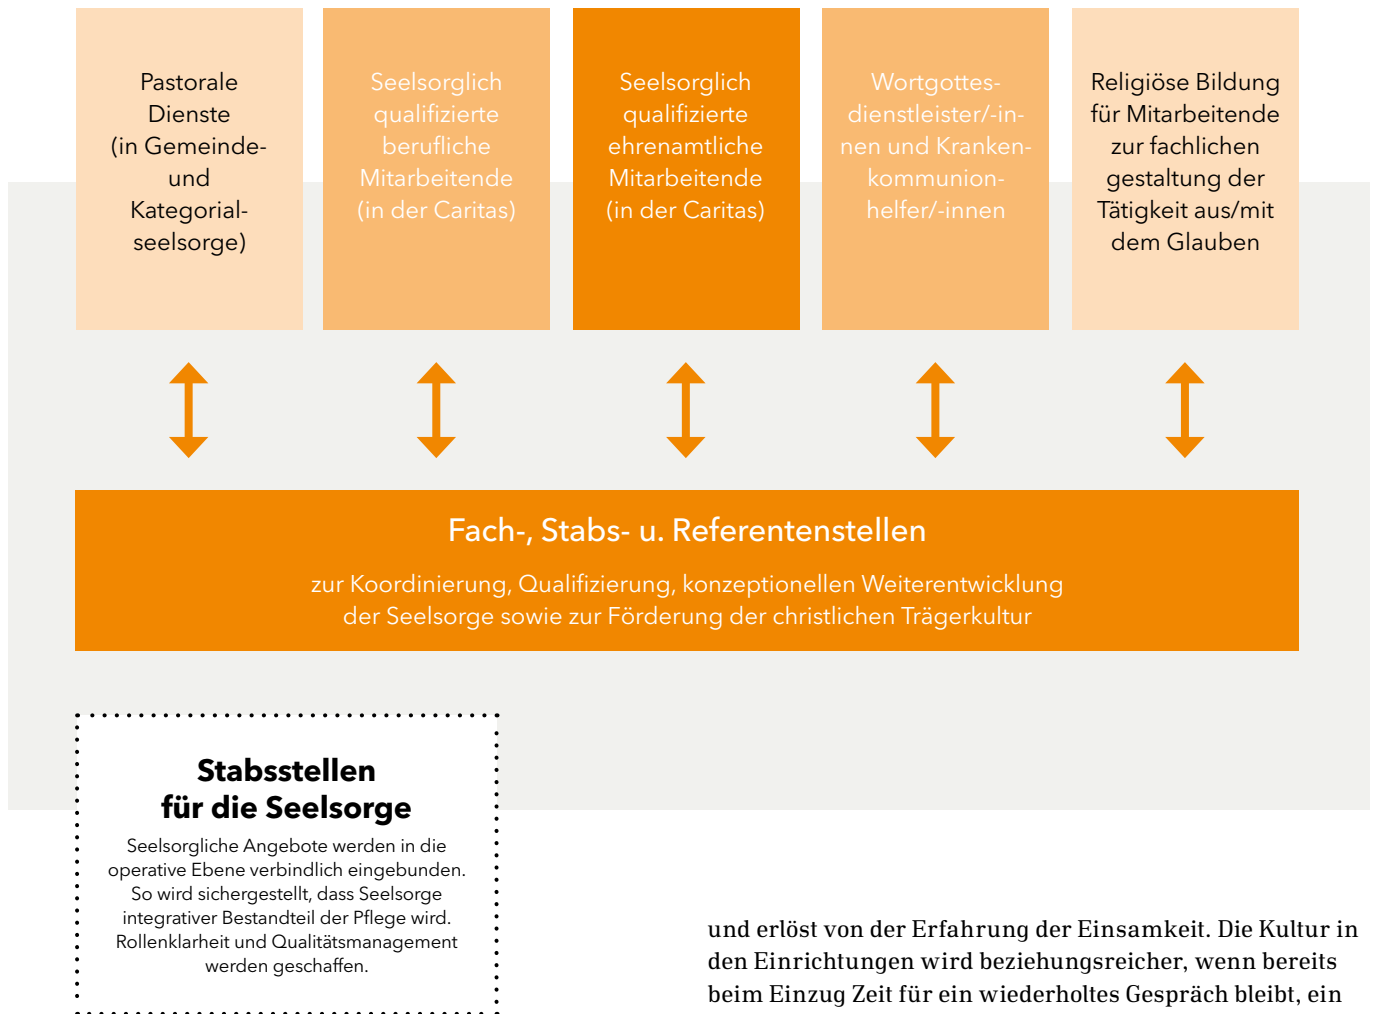 Pastorale
Dienste
(in Gemeinde-
und
Kategorial-
seelsorge)
Seelsorglich
qualifizierte
berufliche
Mitarbeitende
(in der Caritas)
Seelsorglich
qualifizierte
ehrenamtliche
Mitarbeitende
(in der Caritas)
Wortgottes-
dienstleister/-in-
nen und Kranken-
kommunion-
helfer/-innen
Religiöse Bildung
für Mitarbeitende
zur fachlichen
gestaltung der
Tätigkeit aus/mit
dem Glauben
Fach-, Stabs- u. Referentenstellen
zur Koordinierung, Qualifizierung, konzeptionellen Weiterentwicklung
der Seelsorge sowie zur Förderung der christlichen Trägerkultur
Stabsstellen
für die Seelsorge
Seelsorgliche Angebote werden in die
operative Ebene verbindlich eingebunden.
So wird sichergestellt, dass Seelsorge
integrativer Bestandteil der Pflege wird.
Rollenklarheit und Qualitätsmanagement
werden geschaffen.
und erlöst von der Erfahrung der Einsamkeit. Die Kultur in
den Einrichtungen wird beziehungsreicher, wenn bereits
beim Einzug Zeit für ein wiederholtes Gespräch bleibt, ein